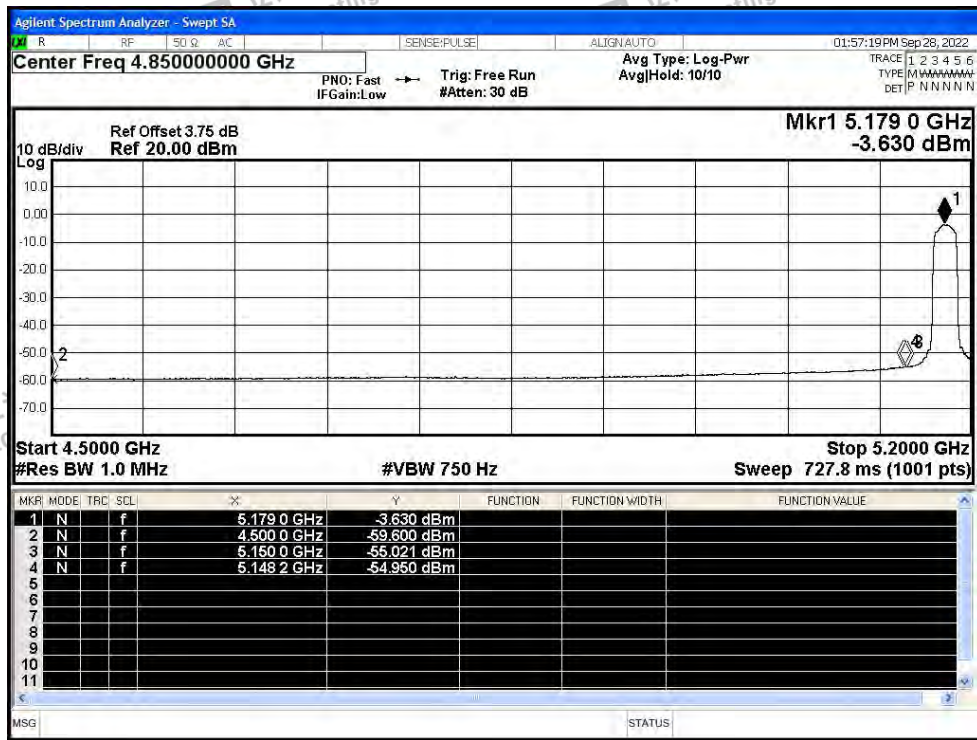 Agilent Spectrum Analyzer - Swept SA
LXI R RF 50 Ω AC SENSE:PULSE ALIGNAUTO 01:57:19PM Sep 28, 2022
Center Freq 4.850000000 GHz
PNO: Fast
IFGain:Low
Trig: Free Run
#Atten: 30 dB
Avg Type: Log-Pwr
Avg|Hold: 10/10
TRACE 1 2 3 4 5 6
TYPE MWWWWW
DET P N N N N N
Mkr1 5.179 0 GHz
-3.630 dBm
Ref Offset 3.75 dB
10 dB/div Ref 20.00 dBm
Log
10.0
0.00
-10.0
-20.0
-30.0
-40.0
-50.0
-60.0
-70.0
1
2
Start 4.5000 GHz Stop 5.2000 GHz
#Res BW 1.0 MHz #VBW 750 Hz Sweep 727.8 ms (1001 pts)
MKR MODE TRC SCL X Y FUNCTION FUNCTION WIDTH FUNCTION VALUE
1 N f 5.179 0 GHz -3.630 dBm
2 N f 4.500 0 GHz -59.600 dBm
3 N f 5.150 0 GHz -55.021 dBm
4 N f 5.148 2 GHz -54.950 dBm
5
6
7
8
9
10
11
MSG STATUS